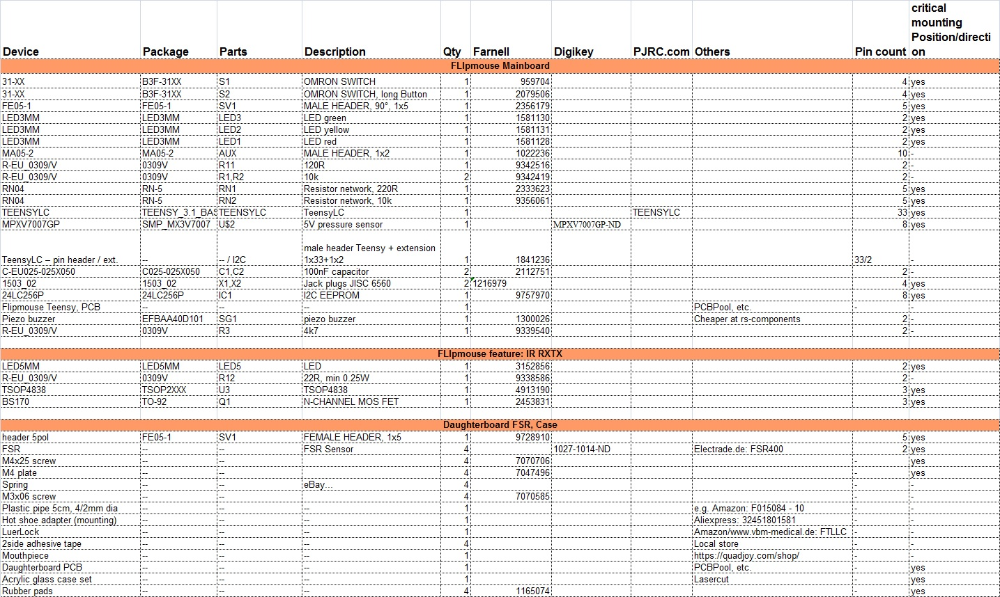 critical
mounting
Position/directi
Device Package Parts Description Qty Farnell Digikey PJRC.com Others Pin count on
FLIpmouse Mainboard
31-XX B3F-31XX S1 OMRON SWITCH 1 959704 4 yes
31-XX B3F-31XX S2 OMRON SWITCH, long Button 1 2079506 4 yes
FE05-1 FE05-1 SV1 MALE HEADER, 90°, 1x5 1 2356179 5 yes
LED3MM LED3MM LED3 LED green 1 1581130 2 yes
LED3MM LED3MM LED2 LED yellow 1 1581131 2 yes
LED3MM LED3MM LED1 LED red 1 1581128 2 yes
MA05-2 MA05-2 AUX MALE HEADER, 1x2 1 1022236 10 -
R-EU_0309/V 0309V R11 120R 1 9342516 2 -
R-EU_0309/V 0309V R1,R2 10k 2 9342419 2 -
RN04 RN-5 RN1 Resistor network, 220R 1 2333623 5 yes
RN04 RN-5 RN2 Resistor network, 10k 1 9356061 5 yes
TEENSYLC TEENSY_3.1_BAS TEENSYLC TeensyLC 1 TEENSYLC 33 yes
MPXV7007GP SMP_MX3V7007 U$2 5V pressure sensor 1 MPXV7007GP-ND 8 yes
male header Teensy + extension
TeensyLC – pin header / ext. -- -- / I2C 1x33+1x2 1 1841236 33/2 -
C-EU025-025X050 C025-025X050 C1,C2 100nF capacitor 2 2112751 2 -
1503_02 1503_02 X1,X2 Jack plugs JISC 6560 2 1216979 4 yes
24LC256P 24LC256P IC1 I2C EEPROM 1 9757970 8 yes
Flipmouse Teensy, PCB -- -- -- 1 PCBPool, etc. - -
Piezo buzzer EFBAA40D101 SG1 piezo buzzer 1 1300026 Cheaper at rs-components 2 -
R-EU_0309/V 0309V R3 4k7 1 9339540 2 -
FLIpmouse feature: IR RXTX
LED5MM LED5MM LED5 LED 1 3152856 2 yes
R-EU_0309/V 0309V R12 22R, min 0.25W 1 9338586 2 -
TSOP4838 TSOP2XXX U3 TSOP4838 1 4913190 3 yes
BS170 TO-92 Q1 N-CHANNEL MOS FET 1 2453831 3 yes
Daughterboard FSR, Case
header 5pol FE05-1 SV1 FEMALE HEADER, 1x5 1 9728910 5 yes
FSR -- -- FSR Sensor 4 1027-1014-ND Electrade.de: FSR400 2 yes
M4x25 screw -- -- -- 4 7070706 - yes
M4 plate -- -- -- 4 7047496 - yes
Spring -- -- eBay... 4 - -
M3x06 screw -- -- -- 4 7070585 - -
Plastic pipe 5cm, 4/2mm dia -- -- -- 1 e.g. Amazon: F015084 - 10 - -
Hot shoe adapter (mounting) -- -- -- 1 Aliexpress: 32451801581 - -
LuerLock -- -- -- 1 Amazon/www.vbm-medical.de: FTLLC - -
2side adhesive tape -- -- -- 4 Local store - -
Mouthpiece -- -- -- 1 https://quadjoy.com/shop/ - -
Daughterboard PCB -- -- -- 1 PCBPool, etc. - yes
Acrylic glass case set -- -- -- 1 Lasercut - yes
Rubber pads -- -- -- 4 1165074 - yes